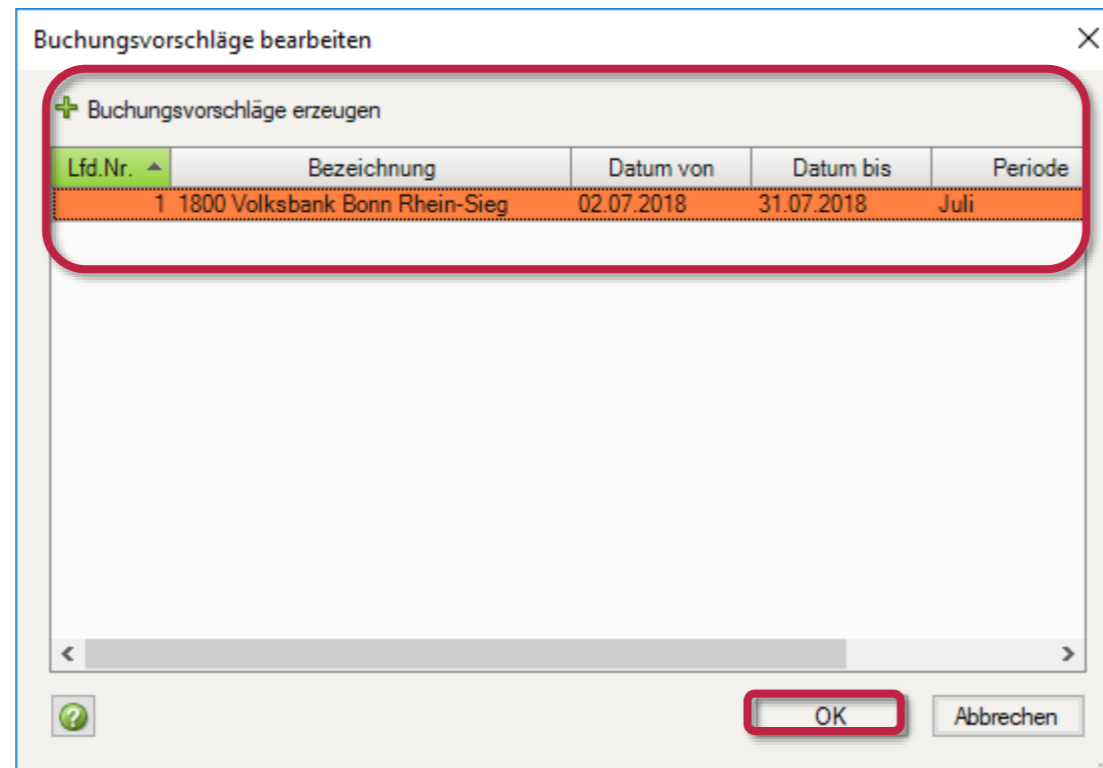 Buchungsvorschläge bearbeiten
Buchungsvorschläge erzeugen
Lfd.Nr. Bezeichnung Datum von Datum bis Periode
1 1800 Volksbank Bonn Rhein-Sieg 02.07.2018 31.07.2018 Juli
OK Abbrechen